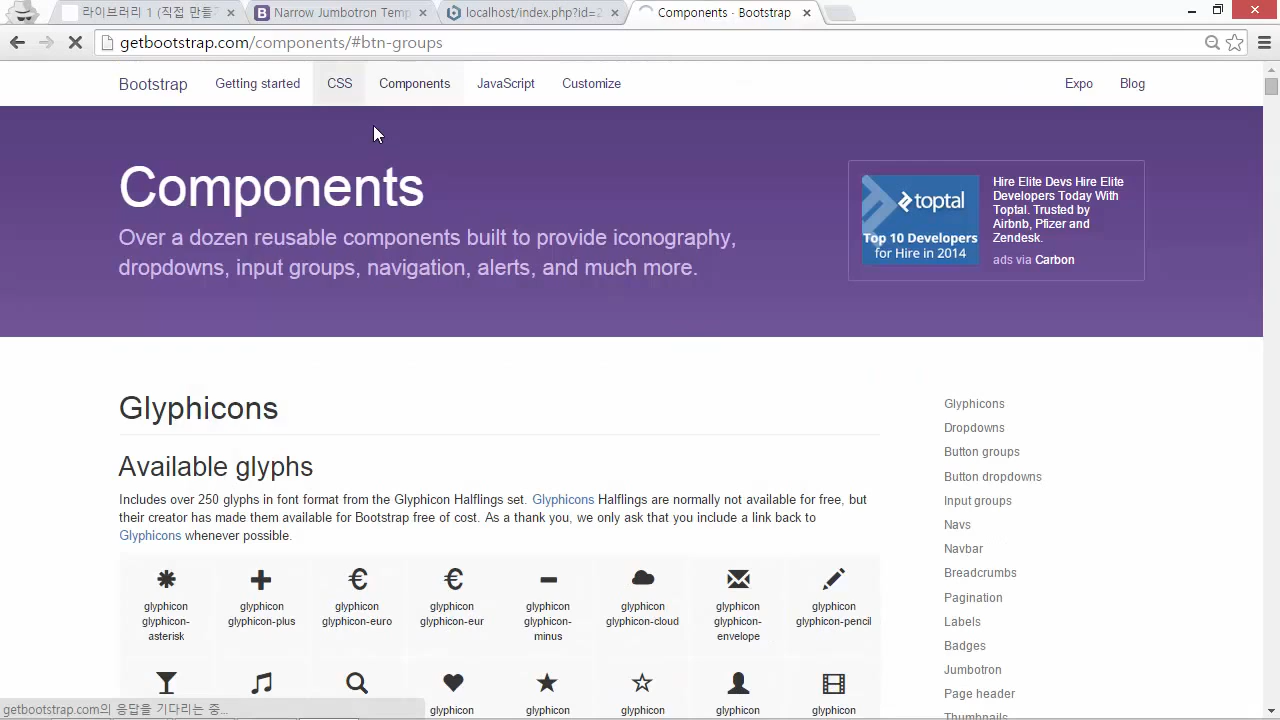 라이브러리 1 (직접 만들
Narrow Jumbotron Temp
localhost/index.php?id=2
Components · Bootstrap
getbootstrap.com/components/#btn-groups
Bootstrap
Getting started
CSS
Components
JavaScript
Customize
Expo
Blog
Components
Over a dozen reusable components built to provide iconography,
dropdowns, input groups, navigation, alerts, and much more.
toptal
Top 10 Developers
for Hire in 2014
Hire Elite Devs Hire Elite
Developers Today With
Toptal. Trusted by
Airbnb, Pfizer and
Zendesk.
ads via Carbon
Glyphicons
Available glyphs
Includes over 250 glyphs in font format from the Glyphicon Halflings set. Glyphicons Halflings are normally not available for free, but
their creator has made them available for Bootstrap free of cost. As a thank you, we only ask that you include a link back to
Glyphicons whenever possible.
glyphicon
glyphicon-
asterisk
glyphicon
glyphicon-plus
glyphicon
glyphicon-euro
glyphicon
glyphicon-eur
glyphicon
glyphicon-
minus
glyphicon
glyphicon-cloud
glyphicon
glyphicon-
envelope
glyphicon
glyphicon-pencil
glyphicon
glyphicon
glyphicon
glyphicon
glyphicon
Glyphicons
Dropdowns
Button groups
Button dropdowns
Input groups
Navs
Navbar
Breadcrumbs
Pagination
Labels
Badges
Jumbotron
Page header
Thumbnails
getbootstrap.com의 응답을 기다리는 중...